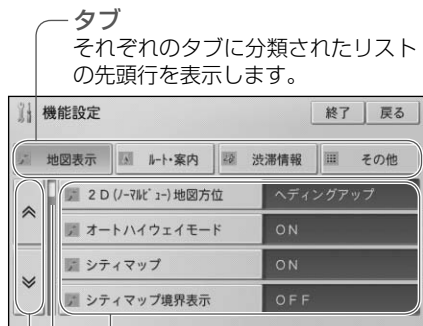 タブ
それぞれのタブに分類されたリスト
の先頭行を表示します。
機能設定 終了 戻る
地図表示 ルート・案内 渋滞情報 その他
2D(ノーマルビュー)地図方位 ヘディングアップ
オートハイウェイモード ON
シティマップ ON
シティマップ境界表示 OFF